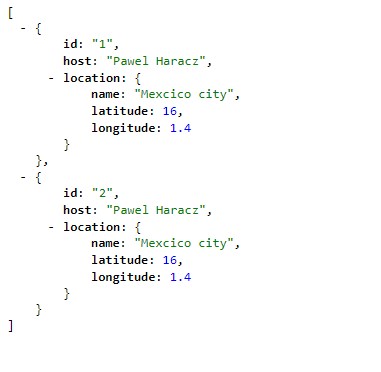 [
- {
id: "1",
host: "Pawel Haracz",
- location: {
name: "Mexcico city",
latitude: 16,
longitude: 1.4
}
},
- {
id: "2",
host: "Pawel Haracz",
- location: {
name: "Mexcico city",
latitude: 16,
longitude: 1.4
}
}
]